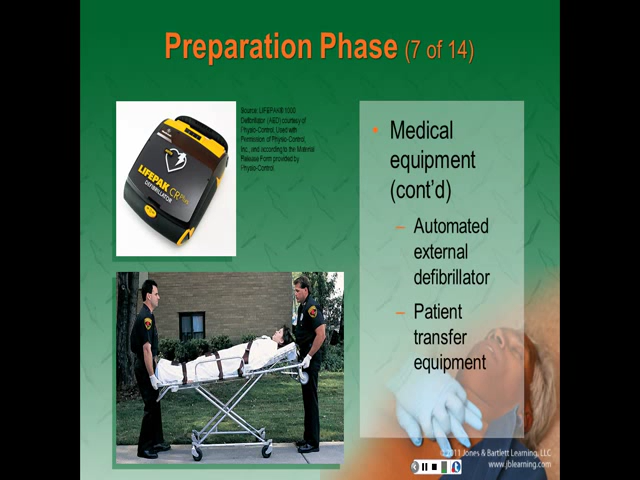 Preparation Phase (7 of 14)
Source: LIFEPAK® 1000
Defibrillator (AED) courtesy of
Physio-Control. Used with
Permission of Physio-Control,
Inc., and according to the Material
Release Form provided by
Physio-Control.
LIFEPAK CR Plus
DEFIBRILLATOR
• Medical
equipment
(cont’d)
– Automated
external
defibrillator
– Patient
transfer
equipment
© 2011 Jones & Bartlett Learning, LLC
www.jblearning.com